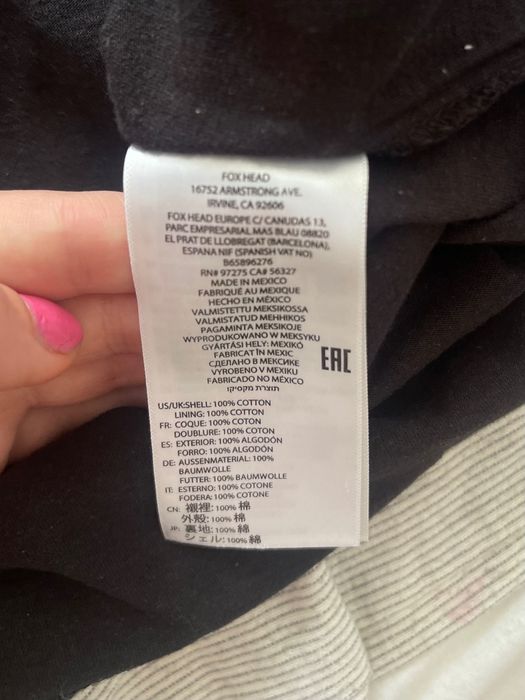 FOX HEAD
16752 ARMSTRONG AVE.
IRVINE, CA 92606
FOX HEAD EUROPE C/ CANUDAS 13,
PARC EMPRESARIAL MAS BLAU 08820
EL PRAT DE LLOBREGAT (BARCELONA),
ESPANA NIF (SPANISH VAT NO)
B65896276
RN# 97275 CA# 56327
MADE IN MEXICO
FABRIQUÉ AU MEXIQUE
HECHO EN MÉXICO
VALMISTETTU MEKSIKOSSA
VALMISTATUD MEHHIKOS
PAGAMINTA MEKSIKOJE
WYPRODUKOWANO W MEKSYKU
GYÁRTÁSI HELY: MEXIKÓ
FABRICAT ÎN MEXIC
СДЕЛАНО В МЕКСИКЕ
VYROBENO V MEXIKU
FABRICADO NO MÉXICO
תוצרת מקסיקו
EAC
US/UK:SHELL: 100% COTTON
LINING: 100% COTTON
FR: COQUE: 100% COTON
DOUBLURE: 100% COTON
ES: EXTERIOR: 100% ALGODÓN
FORRO: 100% ALGODÓN
DE: AUSSENMATERIAL: 100%
BAUMWOLLE
FUTTER: 100% BAUMWOLLE
IT: ESTERNO: 100% COTONE
FODERA: 100% COTONE
CN: 襯裡: 100% 棉
外殼: 100% 棉
JP: 裏地: 100% 綿
シェル: 100% 綿